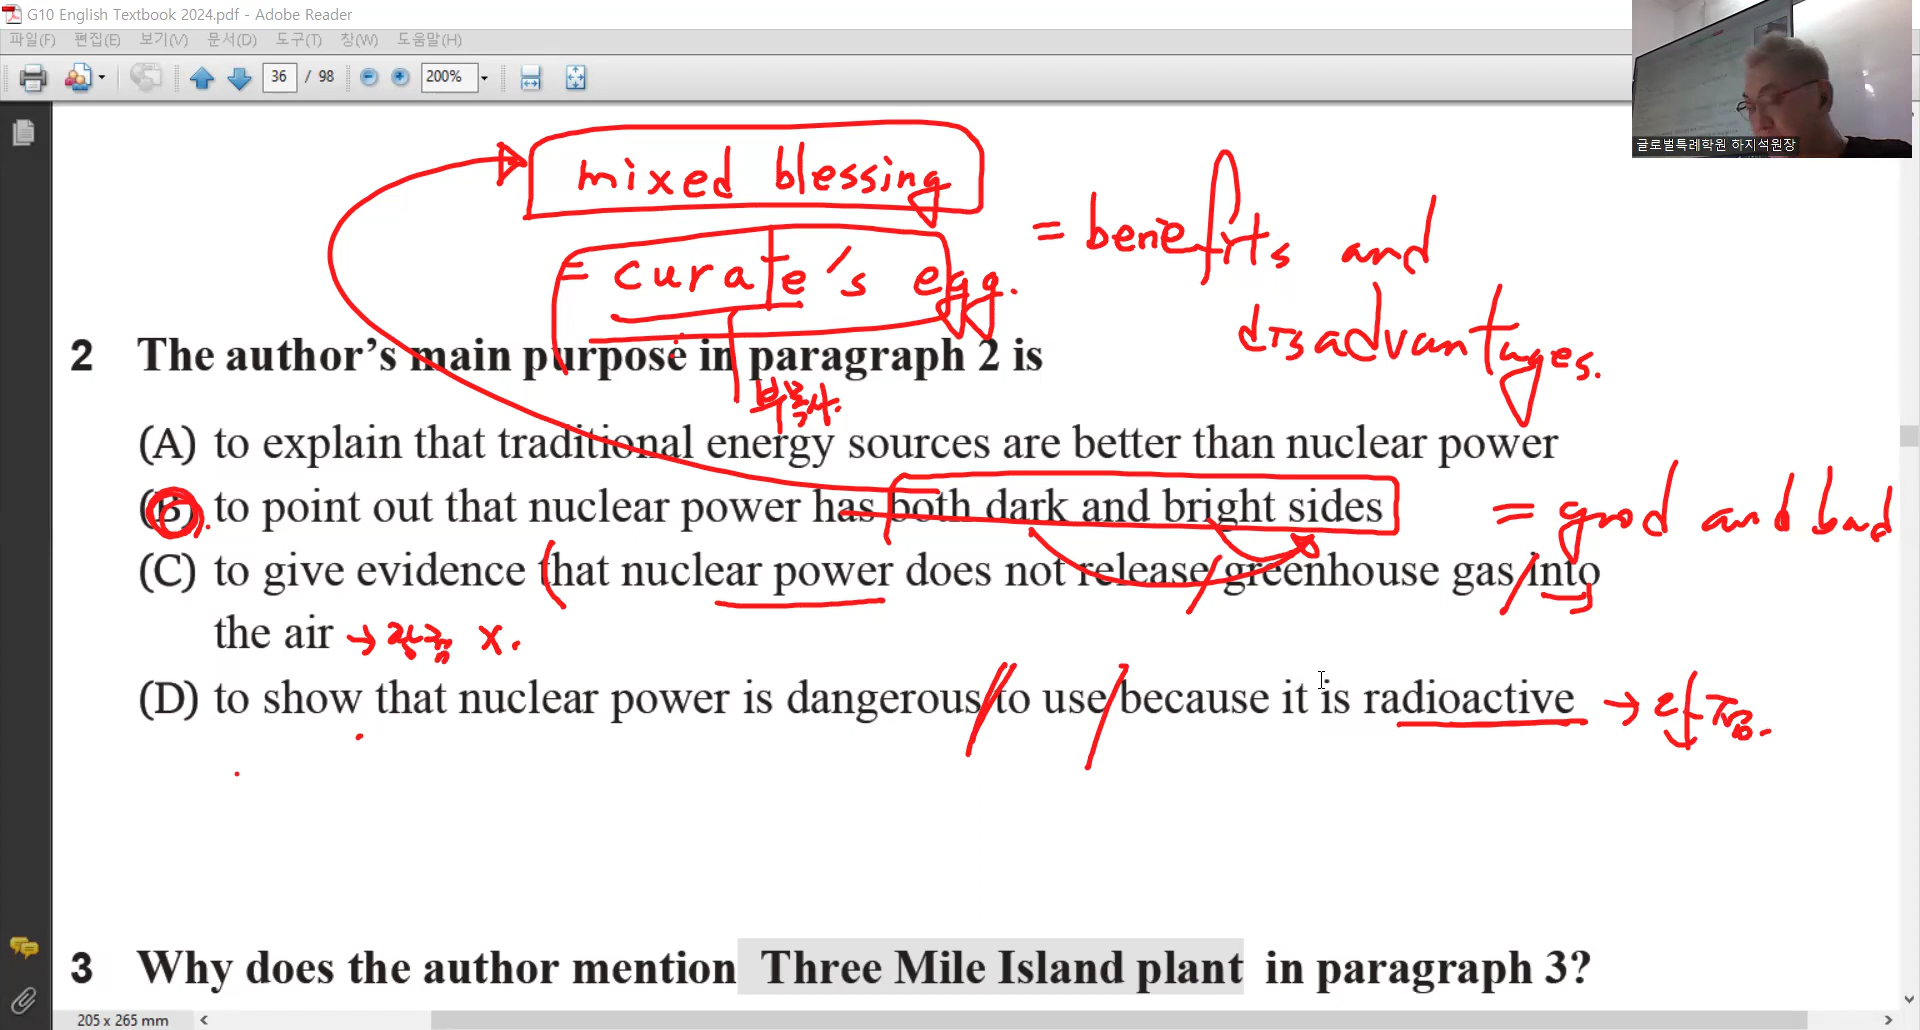 G10 English Textbook 2024.pdf - Adobe Reader
파일(F) 편집(E) 보기(V) 문서(D) 도구(T) 창(W) 도움말(H)
36 / 98 200%
글로벌특례학원 하지석원장
mixed blessing
= curate's egg.
= benefits and
disadvantages.
2 The author's main purpose in paragraph 2 is
(A) to explain that traditional energy sources are better than nuclear power
(B) to point out that nuclear power has both dark and bright sides
= good and bad
(C) to give evidence that nuclear power does not release greenhouse gas into
the air → x.
(D) to show that nuclear power is dangerous to use because it is radioactive →
3 Why does the author mention Three Mile Island plant in paragraph 3?
205 x 265 mm